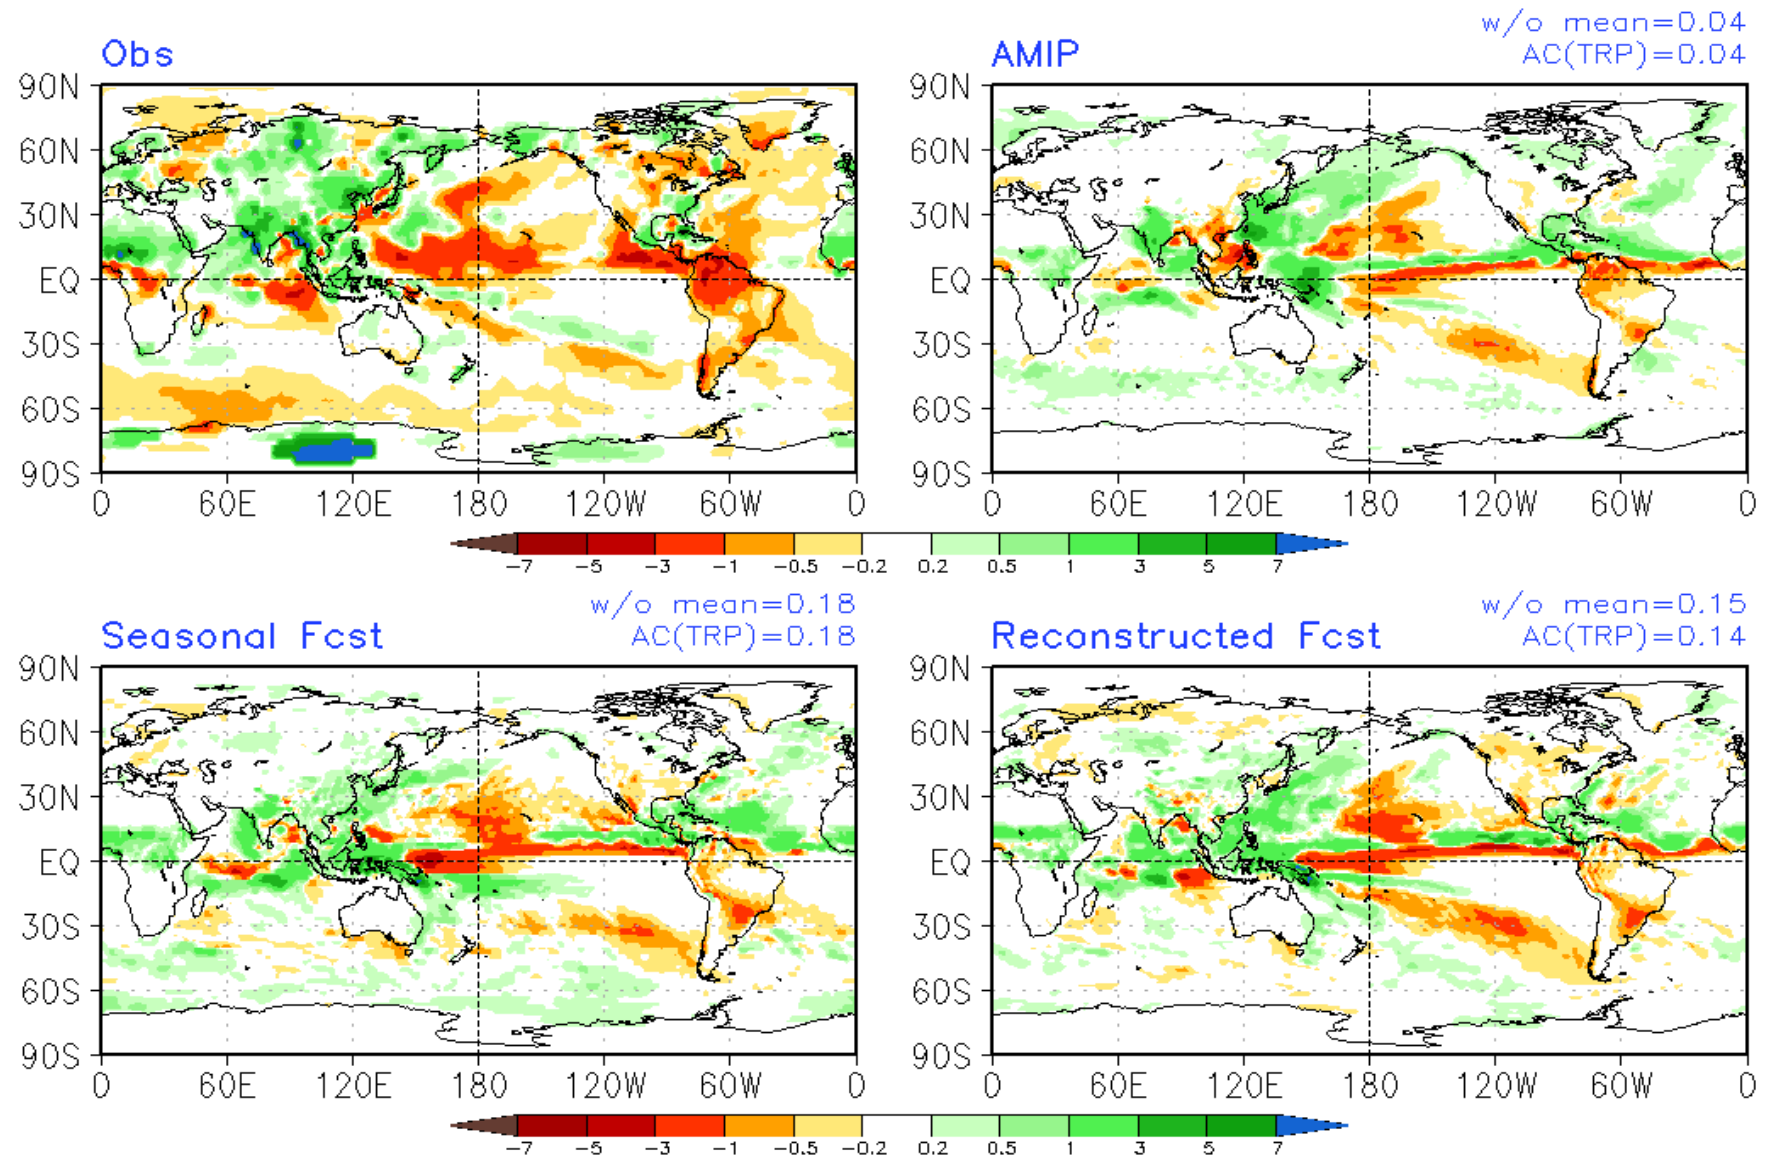 w/o mean=0.04
Obs
AMIP
AC(TRP)=0.04
90N
60N
30N
EQ
30S
60S
90S
0 60E 120E 180 120W 60W 0
90N
60N
30N
EQ
30S
60S
90S
0 60E 120E 180 120W 60W 0
-7 -5 -3 -1 -0.5 -0.2 0.2 0.5 1 3 5 7
w/o mean=0.18
Seasonal Fcst
AC(TRP)=0.18
w/o mean=0.15
Reconstructed Fcst
AC(TRP)=0.14
90N
60N
30N
EQ
30S
60S
90S
0 60E 120E 180 120W 60W 0
90N
60N
30N
EQ
30S
60S
90S
0 60E 120E 180 120W 60W 0
-7 -5 -3 -1 -0.5 -0.2 0.2 0.5 1 3 5 7